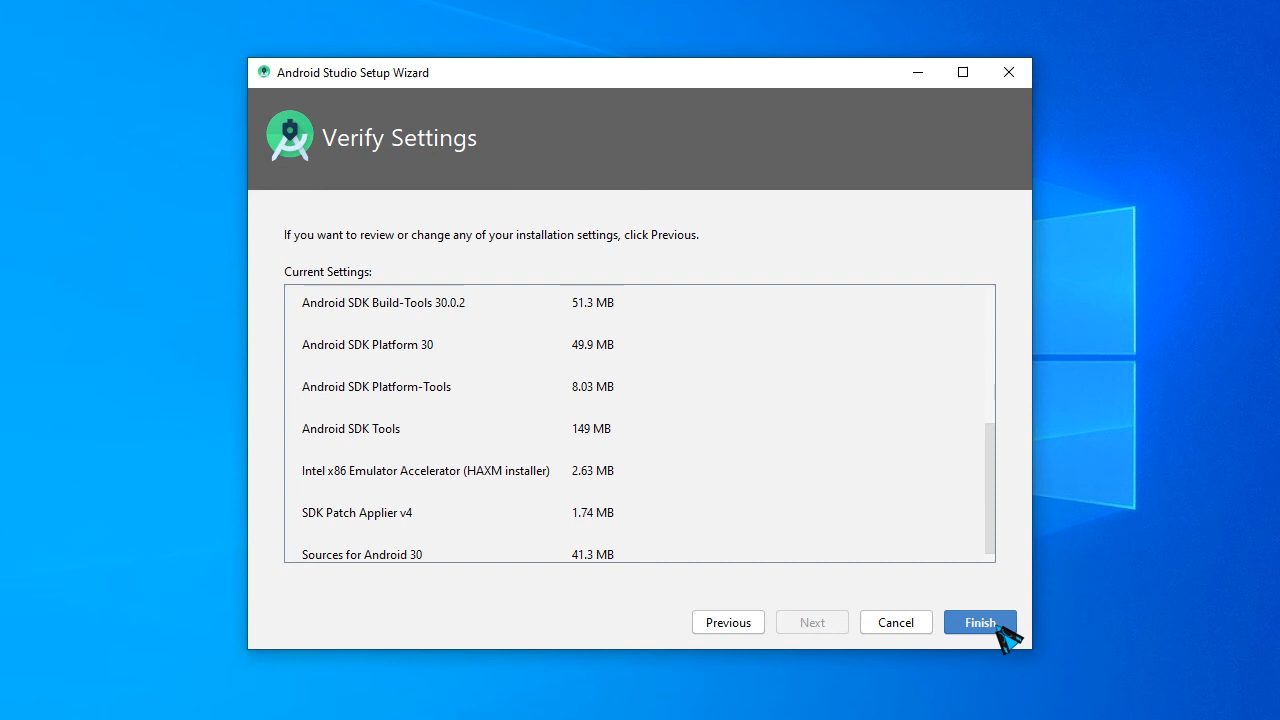 Android Studio Setup Wizard
Verify Settings
If you want to review or change any of your installation settings, click Previous.
Current Settings:
Android SDK Build-Tools 30.0.2 51.3 MB
Android SDK Platform 30 49.9 MB
Android SDK Platform-Tools 8.03 MB
Android SDK Tools 149 MB
Intel x86 Emulator Accelerator (HAXM installer) 2.63 MB
SDK Patch Applier v4 1.74 MB
Sources for Android 30 41.3 MB
Previous Next Cancel Finish